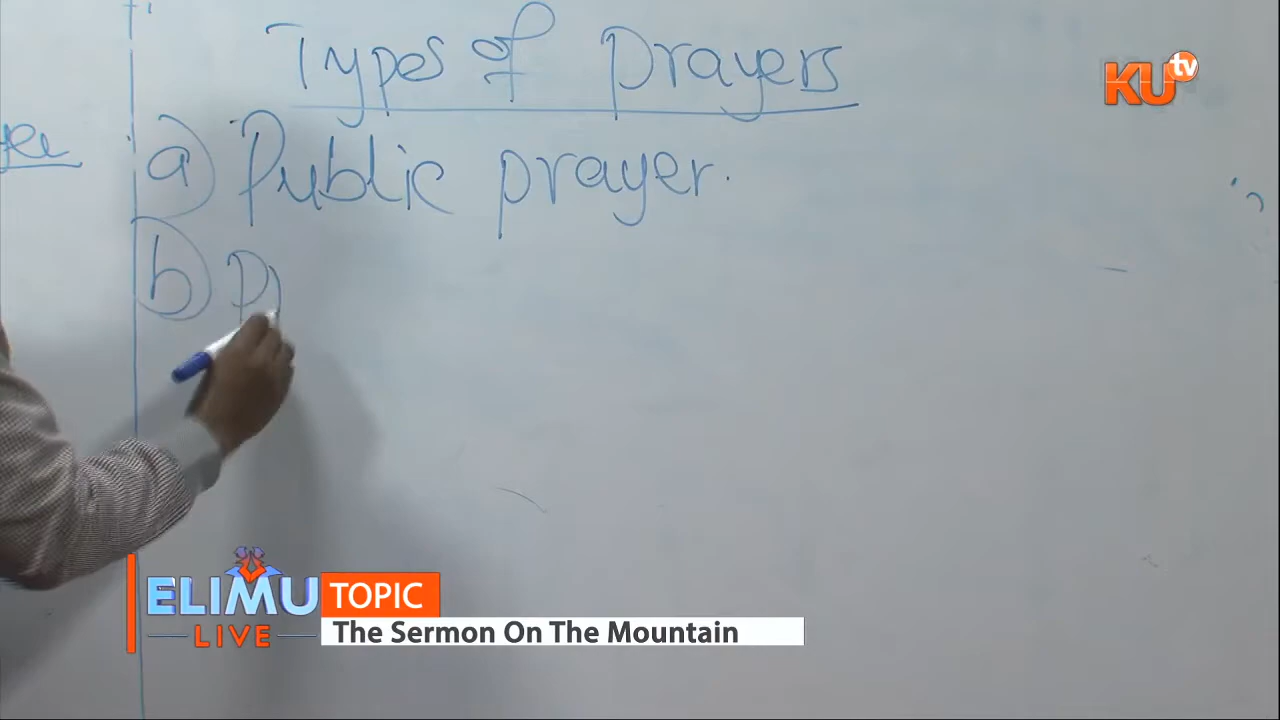 Types of Prayers
KU tv
a) Public prayer.
b) P
ELIMU
LIVE
TOPIC
The Sermon On The Mountain